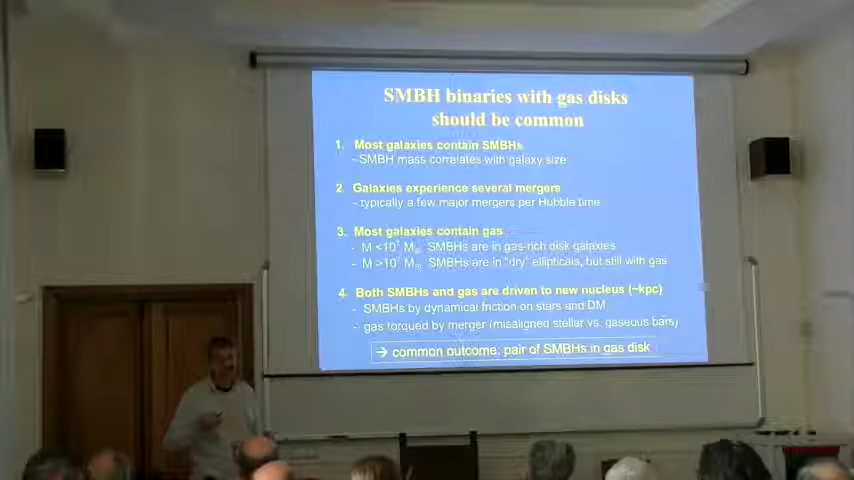 SMBH binaries with gas disks
should be common
1. Most galaxies contain SMBHs
- SMBH mass correlates with galaxy size
2. Galaxies experience several mergers
- typically a few major mergers per Hubble time
3. Most galaxies contain gas
- M <10⁷ M⊙ SMBHs are in gas-rich disk galaxies
- M >10⁷ M⊙ SMBHs are in "dry" ellipticals, but still with gas
4. Both SMBHs and gas are driven to new nucleus (~kpc)
- SMBHs by dynamical friction on stars and DM
- gas torqued by merger (misaligned stellar vs. gaseous bars)
→ common outcome: pair of SMBHs in gas disk